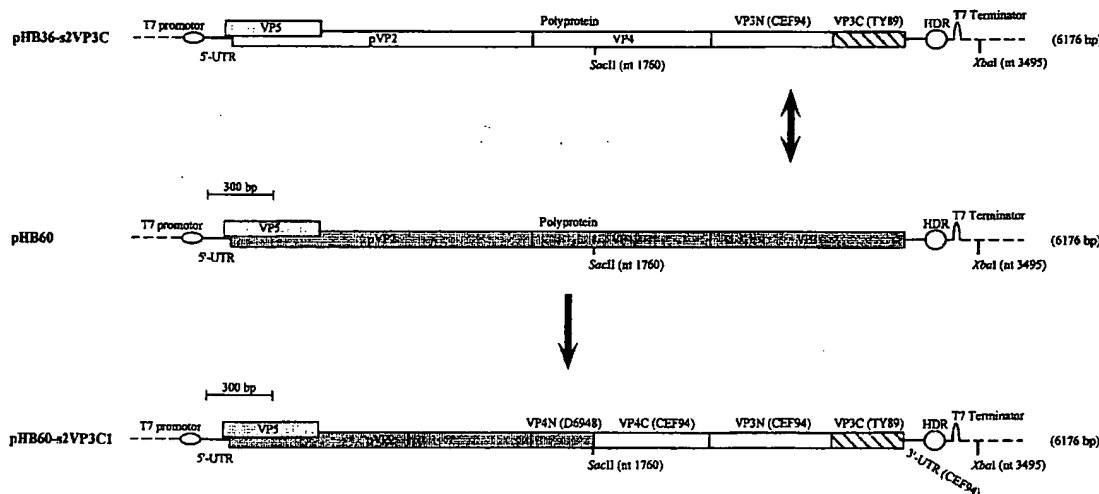 T7 promotor VP5 Polyprotein VP3N (CEF94) VP3C (TY89) HDR T7 Terminator
pHB36-s2VP3C pVP2 VP4 (6176 bp)
5'-UTR SacII (nt 1760) XbaI (nt 3495)
300 bp
T7 promotor VP5 Polyprotein HDR T7 Terminator
pHB60 pVP2 (6176 bp)
5'-UTR SacII (nt 1760) XbaI (nt 3495)
300 bp
T7 promotor VP5 VP4N (D6948) VP4C (CEF94) VP3N (CEF94) VP3C (TY89) HDR T7 Terminator
pHB60-s2VP3C1 (6176 bp)
5'-UTR SacII (nt 1760) 3'-UTR (CEF94) XbaI (nt 3495)